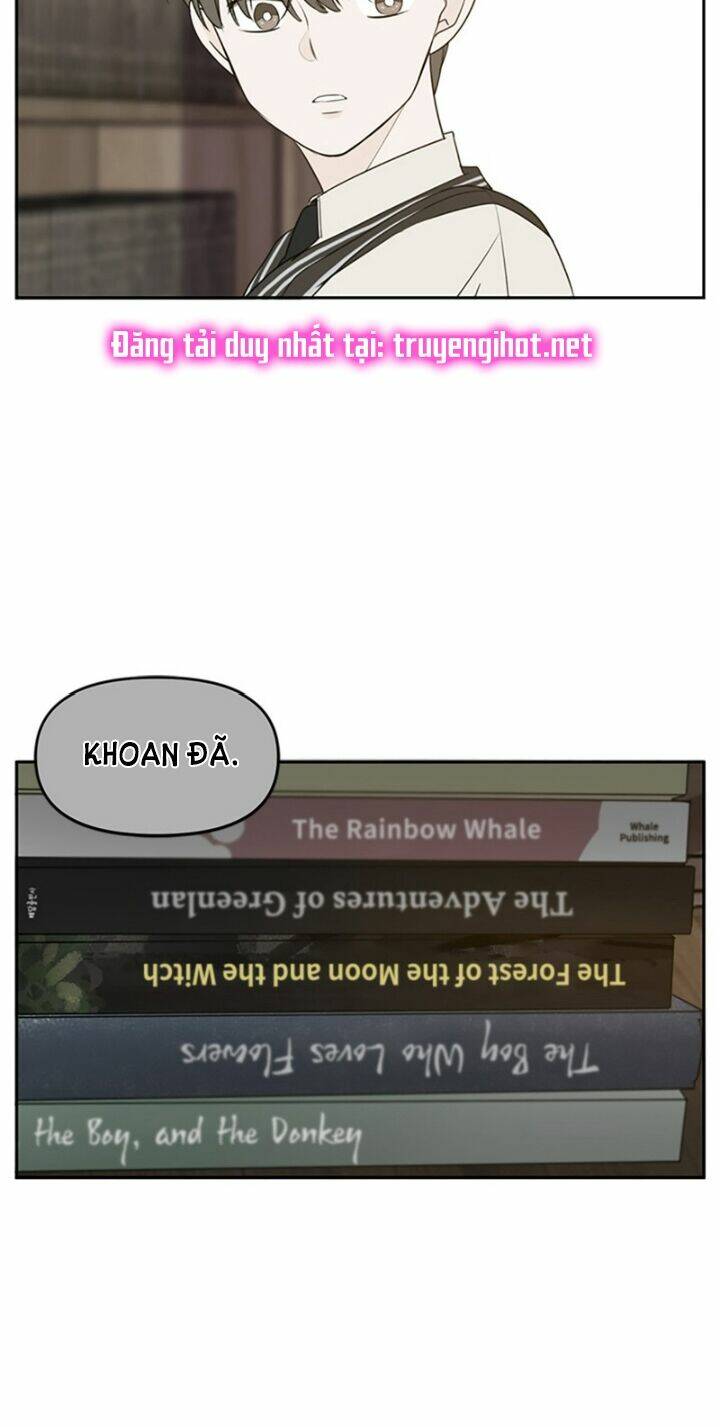 Đăng tải duy nhất tại: truyengihot.net
KHOAN ĐÃ.
The Rainbow Whale
Whale
Publishing
The Adventures of Greenlan
The Forest of the Moon and the Witch
The Boy Who Loves Flowers
the Boy, and the Donkey